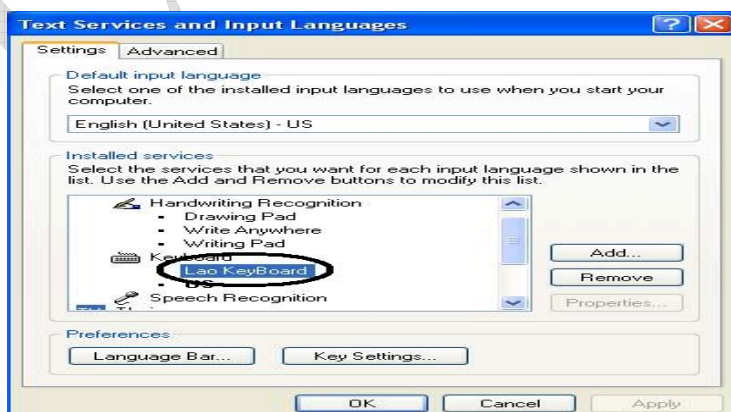 Text Services and Input Languages
Settings
Advanced
Default input language
Select one of the installed input languages to use when you start your
computer.
English (United States) - US
Installed services
Select the services that you want for each input language shown in the
list. Use the Add and Remove buttons to modify this list.
Handwriting Recognition
• Drawing Pad
• Write Anywhere
• Writing Pad
Keyboard
• Lao KeyBoard
• US
Speech Recognition
Add...
Remove
Properties...
Preferences
Language Bar...
Key Settings...
OK
Cancel
Apply